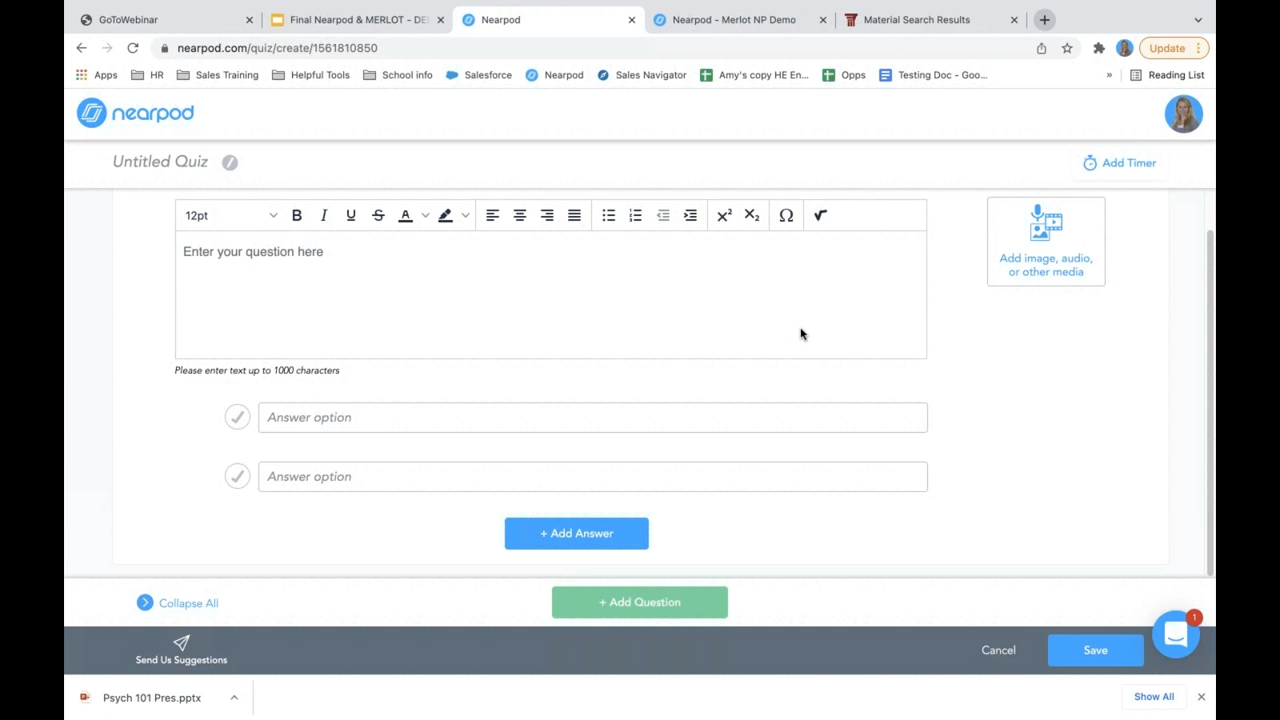 GoToWebinar
Final Nearpod & MERLOT - DE
Nearpod
Nearpod - Merlot NP Demo
Material Search Results
nearpod.com/quiz/create/1561810850
Update
Apps
HR
Sales Training
Helpful Tools
School info
Salesforce
Nearpod
Sales Navigator
Amy's copy HE En...
Opps
Testing Doc - Goo...
»
Reading List
nearpod
Untitled Quiz
Add Timer
12pt
B I U S A
X² X₂ Ω √
Enter your question here
Add image, audio,
or other media
Please enter text up to 1000 characters
Answer option
Answer option
+ Add Answer
Collapse All
+ Add Question
1
Send Us Suggestions
Cancel
Save
Psych 101 Pres.pptx
Show All